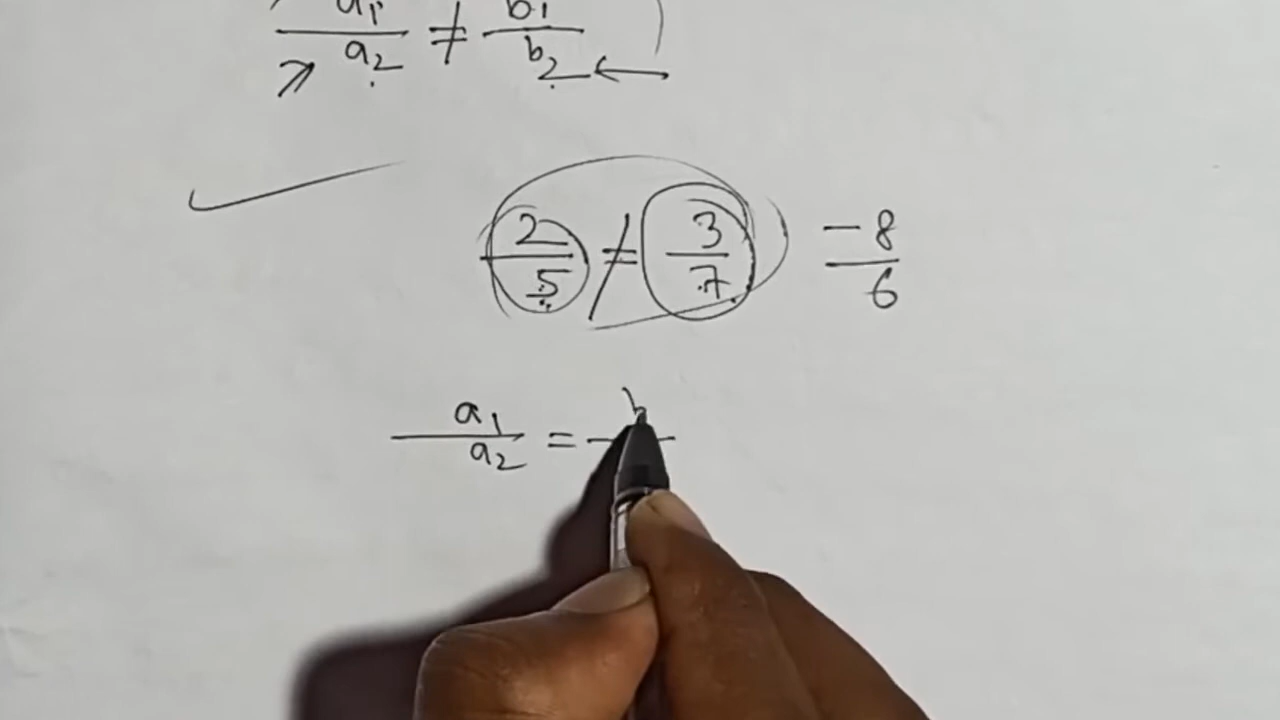 a₁/a₂ ≠ b₁/b₂
2/5 ≠ 3/7 -8/6
a₁/a₂ = b